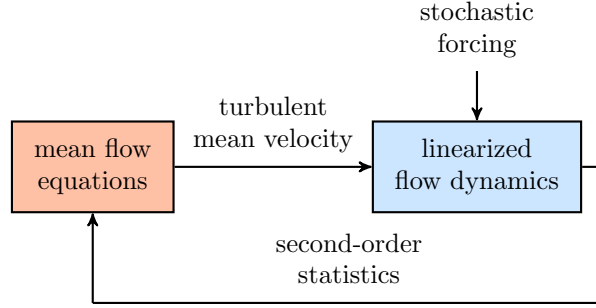 stochastic
forcing
turbulent
mean velocity
mean flow
equations
linearized
flow dynamics
second-order
statistics